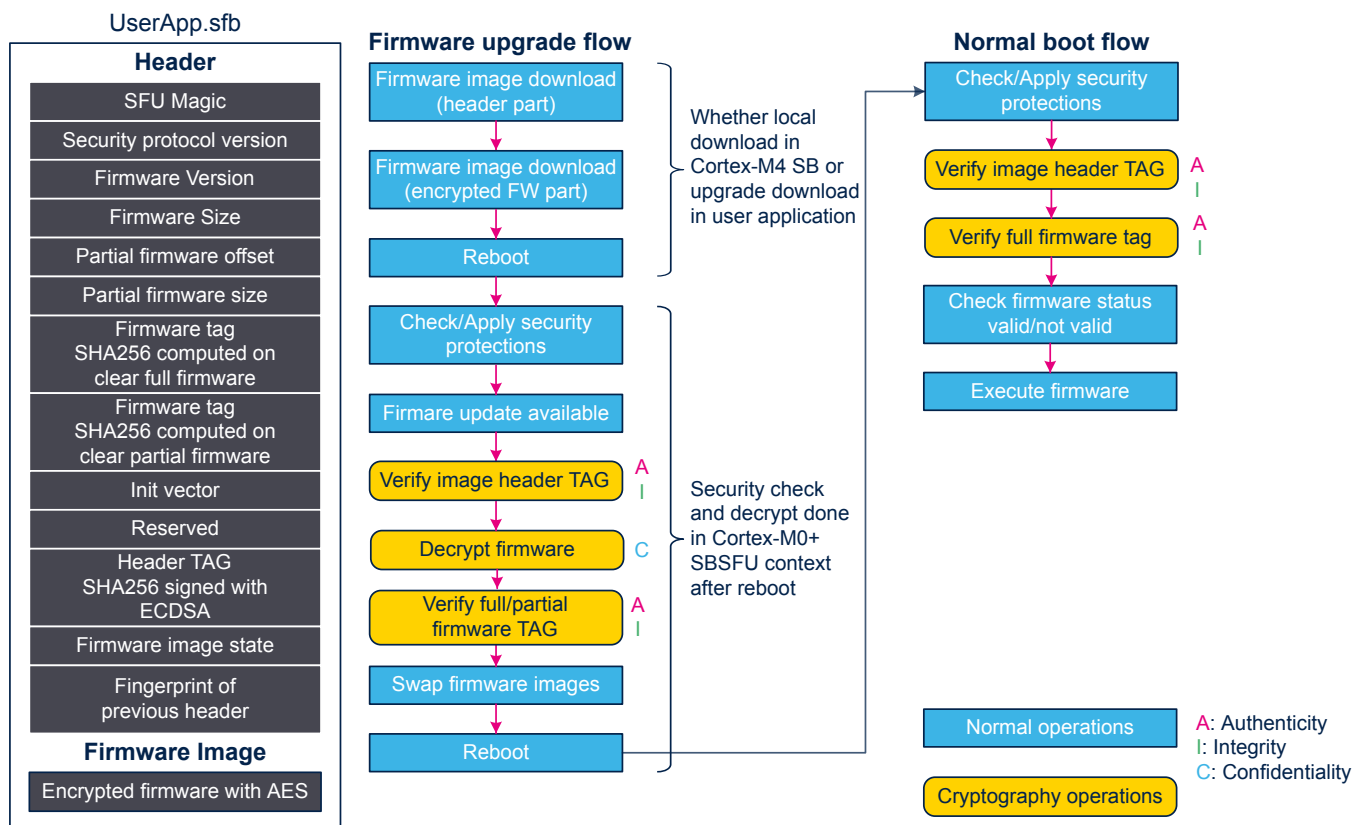 UserApp.sfb
Header
SFU Magic
Security protocol version
Firmware Version
Firmware Size
Partial firmware offset
Partial firmware size
Firmware tag
SHA256 computed on
clear full firmware
Firmware tag
SHA256 computed on
clear partial firmware
Init vector
Reserved
Header TAG
SHA256 signed with
ECDSA
Firmware image state
Fingerprint of
previous header
Firmware Image
Encrypted firmware with AES
Firmware upgrade flow
Firmware image download
(header part)
Firmware image download
(encrypted FW part)
Reboot
Whether local
download in
Cortex-M4 SB or
upgrade download
in user application
Check/Apply security
protections
Firmare update available
Verify image header TAG
A
I
Decrypt firmware
C
Verify full/partial
firmware TAG
A
I
Swap firmware images
Reboot
Security check
and decrypt done
in Cortex-M0+
SBSFU context
after reboot
Normal boot flow
Check/Apply security
protections
Verify image header TAG
A
I
Verify full firmware tag
A
I
Check firmware status
valid/not valid
Execute firmware
Normal operations
Cryptography operations
A: Authenticity
I: Integrity
C: Confidentiality